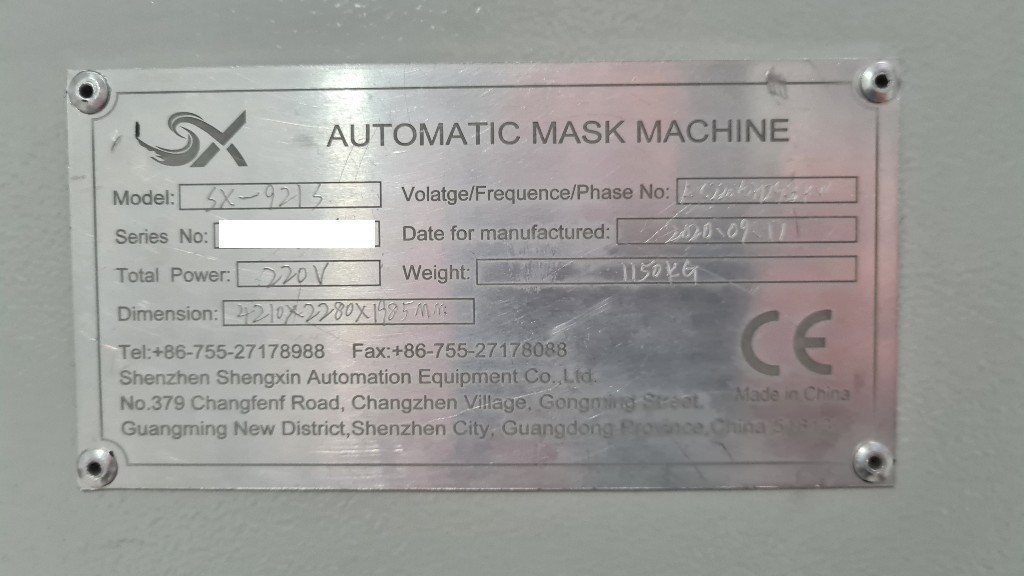 SX AUTOMATIC MASK MACHINE
Model: SX-921S Volatge/Frequence/Phase No:
Series No: Date for manufactured: 2020.09.11
Total Power: 220V Weight: 1150KG
Dimension: 4210X2280X1985MM
Tel:+86-755-27178988 Fax:+86-755-27178088
CE
Shenzhen Shengxin Automation Equipment Co.,Ltd.
Made in China
No.379 Changfenf Road, Changzhen Village, Gongming Street,
Guangming New District,Shenzhen City, Guangdong Province,China